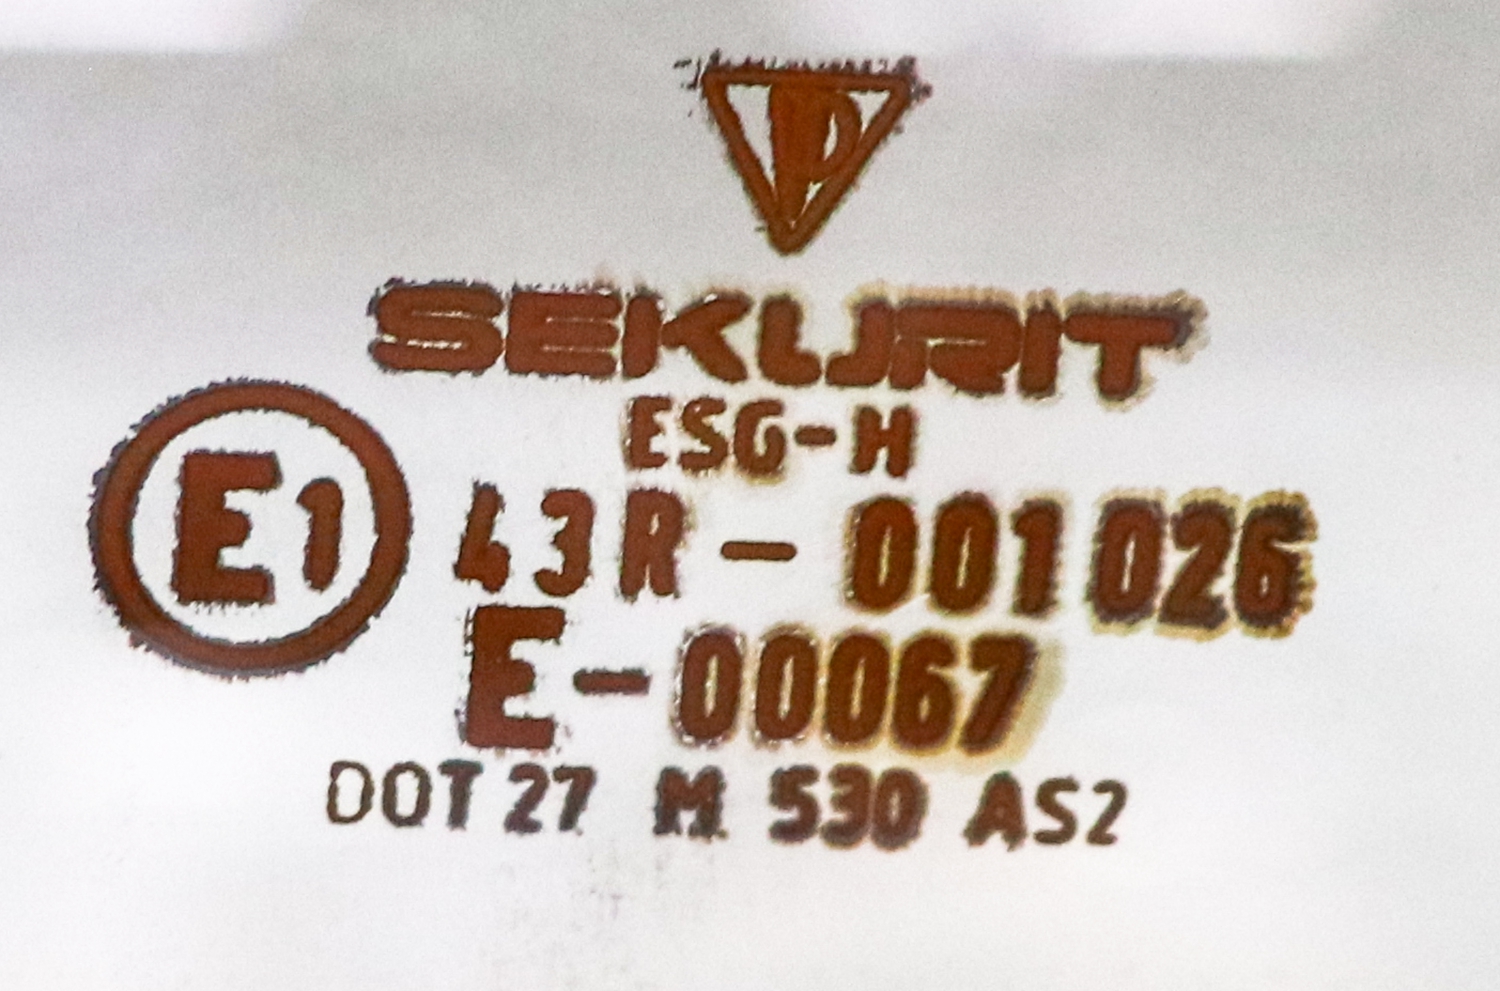 P
SEKURIT
ESG-H
E1
43R - 001026
E-00067
DOT 27 M 530 AS2